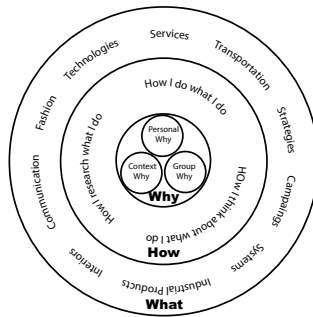 Services
Transportation
Strategies
Campaings
Systems
Industrial Products
Interiors
Communication
Fashion
Technologies
How I do what I do
HOw I think about what I do
How I research what I do
Personal
Why
Context
Why
Group
Why
Why
How
What